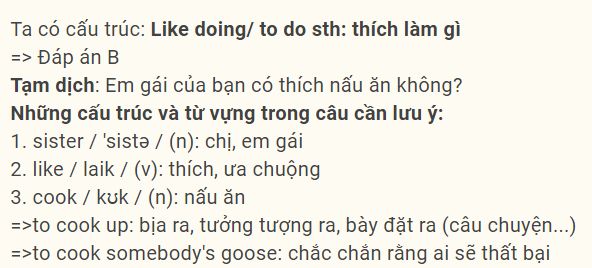 Ta có cấu trúc: Like doing/ to do sth: thích làm gì
=> Đáp án B
Tạm dịch: Em gái của bạn có thích nấu ăn không?
Những cấu trúc và từ vựng trong câu cần lưu ý:
1. sister / 'sistə / (n): chị, em gái
2. like / laik / (v): thích, ưa chuộng
3. cook / kʊk / (n): nấu ăn
=>to cook up: bịa ra, tưởng tượng ra, bày đặt ra (câu chuyện...)
=>to cook somebody's goose: chắc chắn rằng ai sẽ thất bại